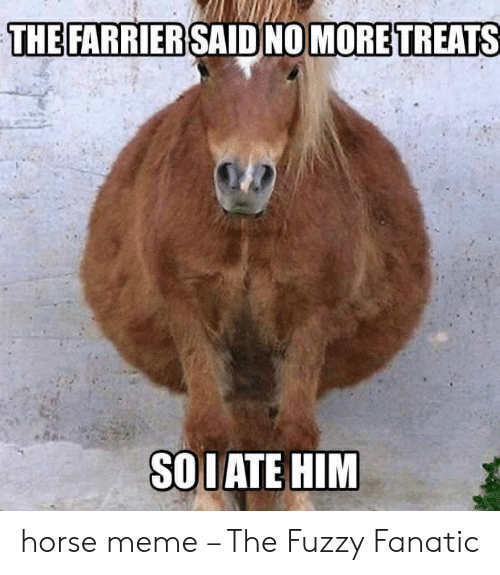 THE FARRIER SAID NO MORE TREATS
SO I ATE HIM
horse meme – The Fuzzy Fanatic